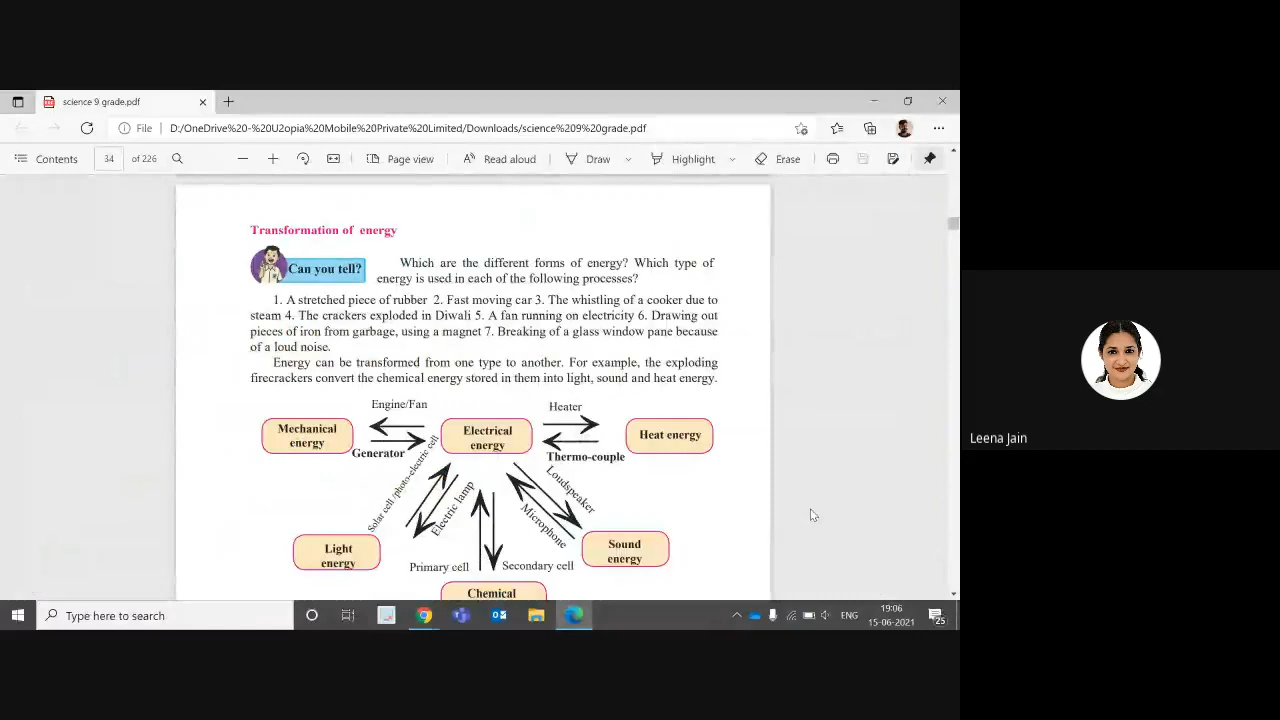 science 9 grade.pdf
File
D:/OneDrive%20-%20U2opia%20Mobile%20Private%20Limited/Downloads/science%209%20grade.pdf
Contents
34
of 226
Page view
Read aloud
Draw
Highlight
Erase
Transformation of energy
Can you tell?
Which are the different forms of energy? Which type of
energy is used in each of the following processes?
1. A stretched piece of rubber 2. Fast moving car 3. The whistling of a cooker due to
steam 4. The crackers exploded in Diwali 5. A fan running on electricity 6. Drawing out
pieces of iron from garbage, using a magnet 7. Breaking of a glass window pane because
of a loud noise.
Energy can be transformed from one type to another. For example, the exploding
firecrackers convert the chemical energy stored in them into light, sound and heat energy.
Engine/Fan
Heater
Mechanical
energy
Electrical
energy
Heat energy
Generator
Thermo-couple
Solar cell /photo-electric cell
Electric lamp
Loudspeaker
Microphone
Light
energy
Sound
energy
Primary cell
Secondary cell
Chemical
Leena Jain
Type here to search
ENG
19:06
15-06-2021
25